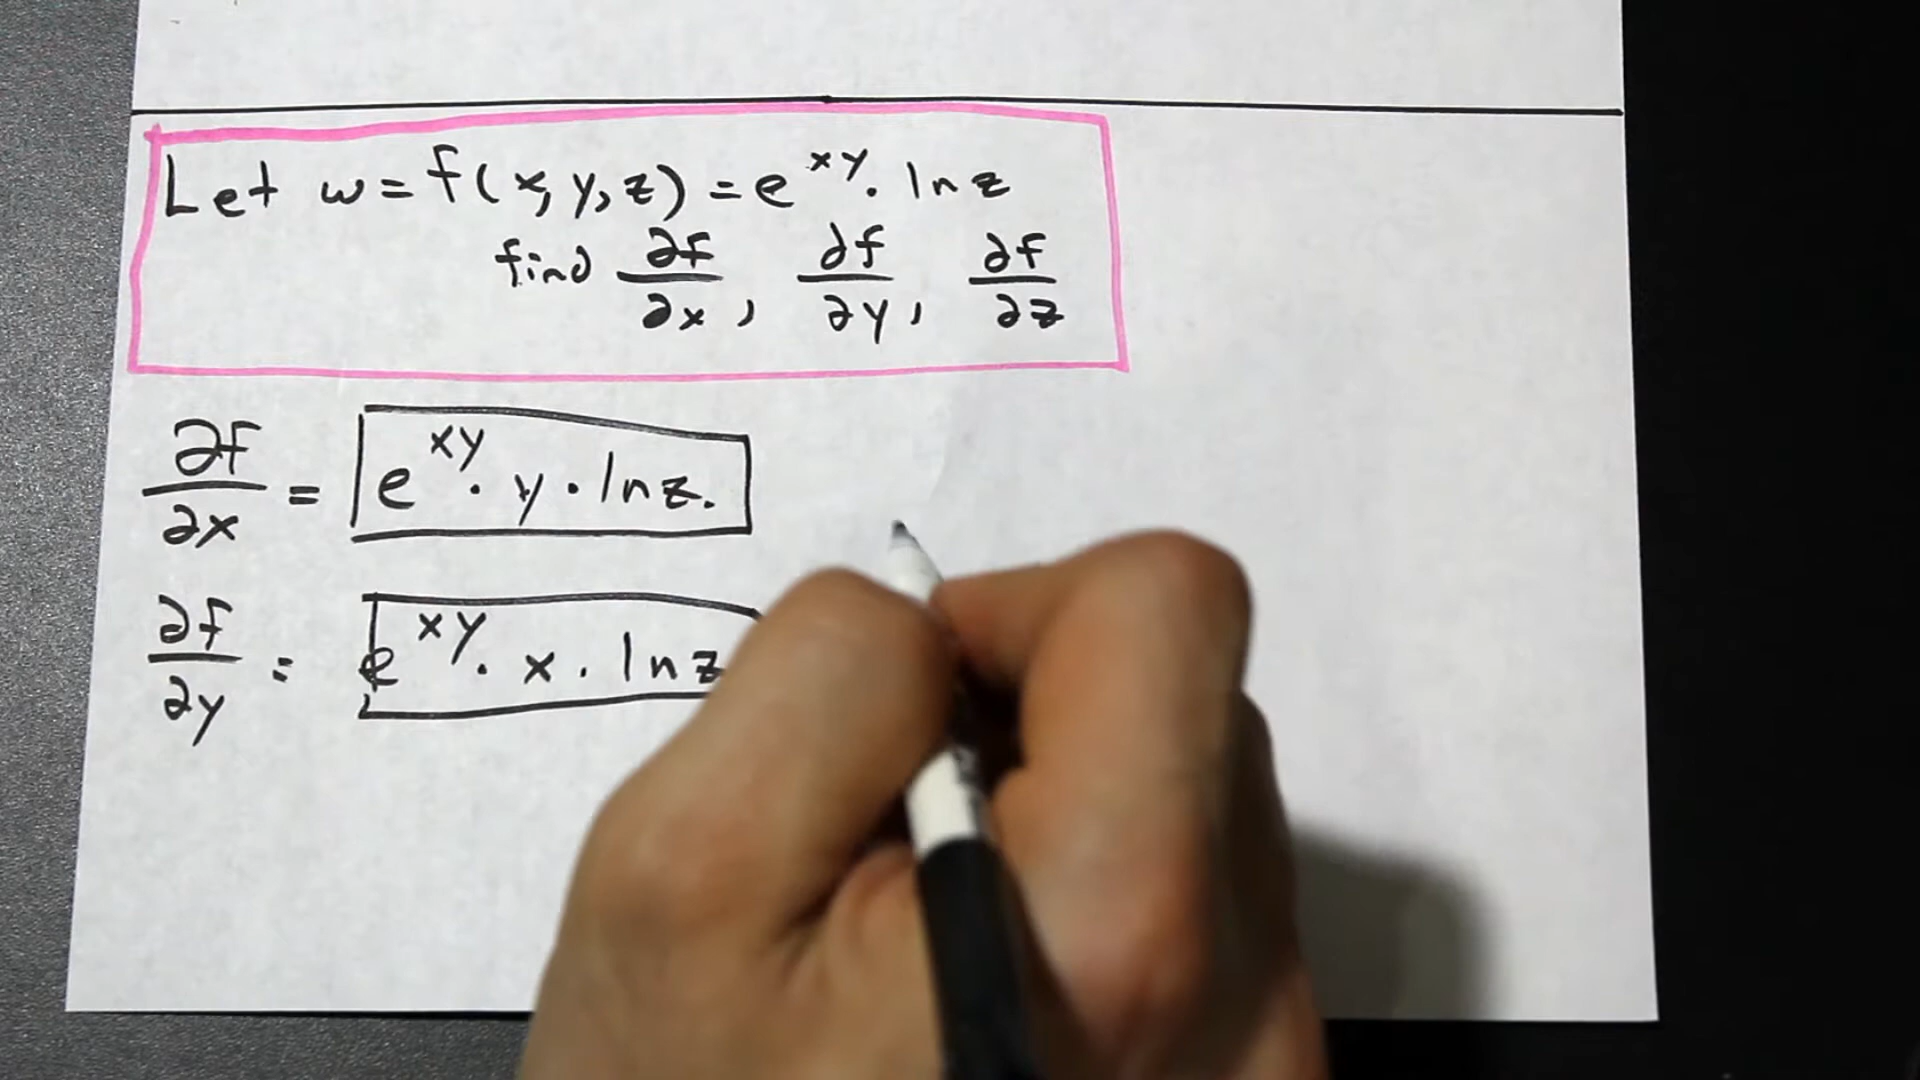 Let w = f(x, y, z) = e^xy · ln z
find ∂f/∂x, ∂f/∂y, ∂f/∂z
∂f/∂x = e^xy · y · ln z.
∂f/∂y = e^xy · x · ln z